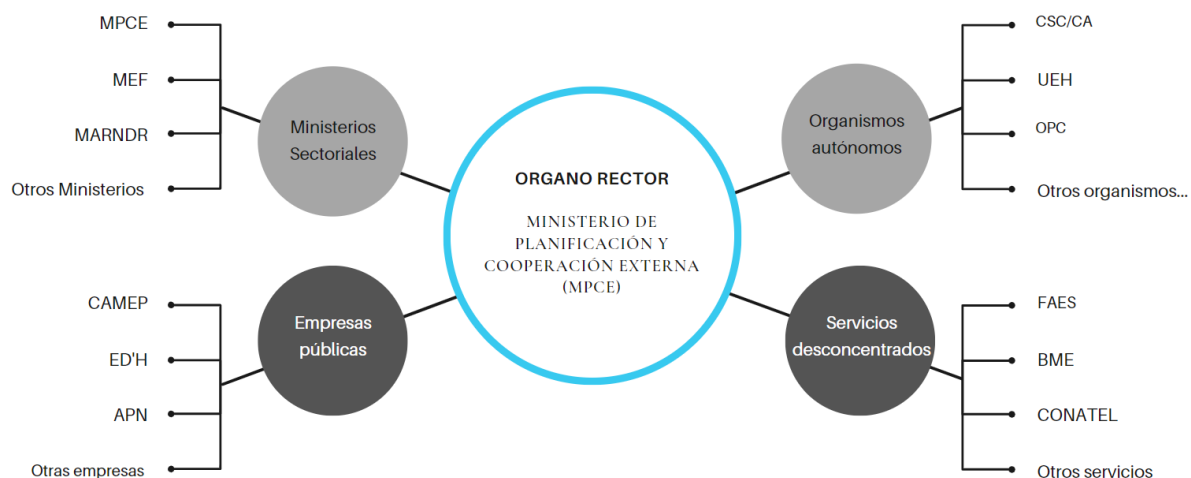 MPCE
MEF
MARNDR
Otros Ministerios
Ministerios
Sectoriales
CAMEP
ED'H
APN
Otras empresas
Empresas
públicas
ORGANO RECTOR
MINISTERIO DE
PLANIFICACIÓN Y
COOPERACIÓN EXTERNA
(MPCE)
Organismos
autónomos
CSC/CA
UEH
OPC
Otros organismos...
Servicios
desconcentrados
FAES
BME
CONATEL
Otros servicios